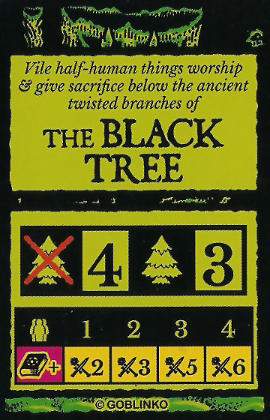 Vile half-human things worship
& give sacrifice below the ancient
twisted branches of
THE BLACK
TREE
4 3
1 2 3 4
+ 2 3 5 6
© GOBLINKO